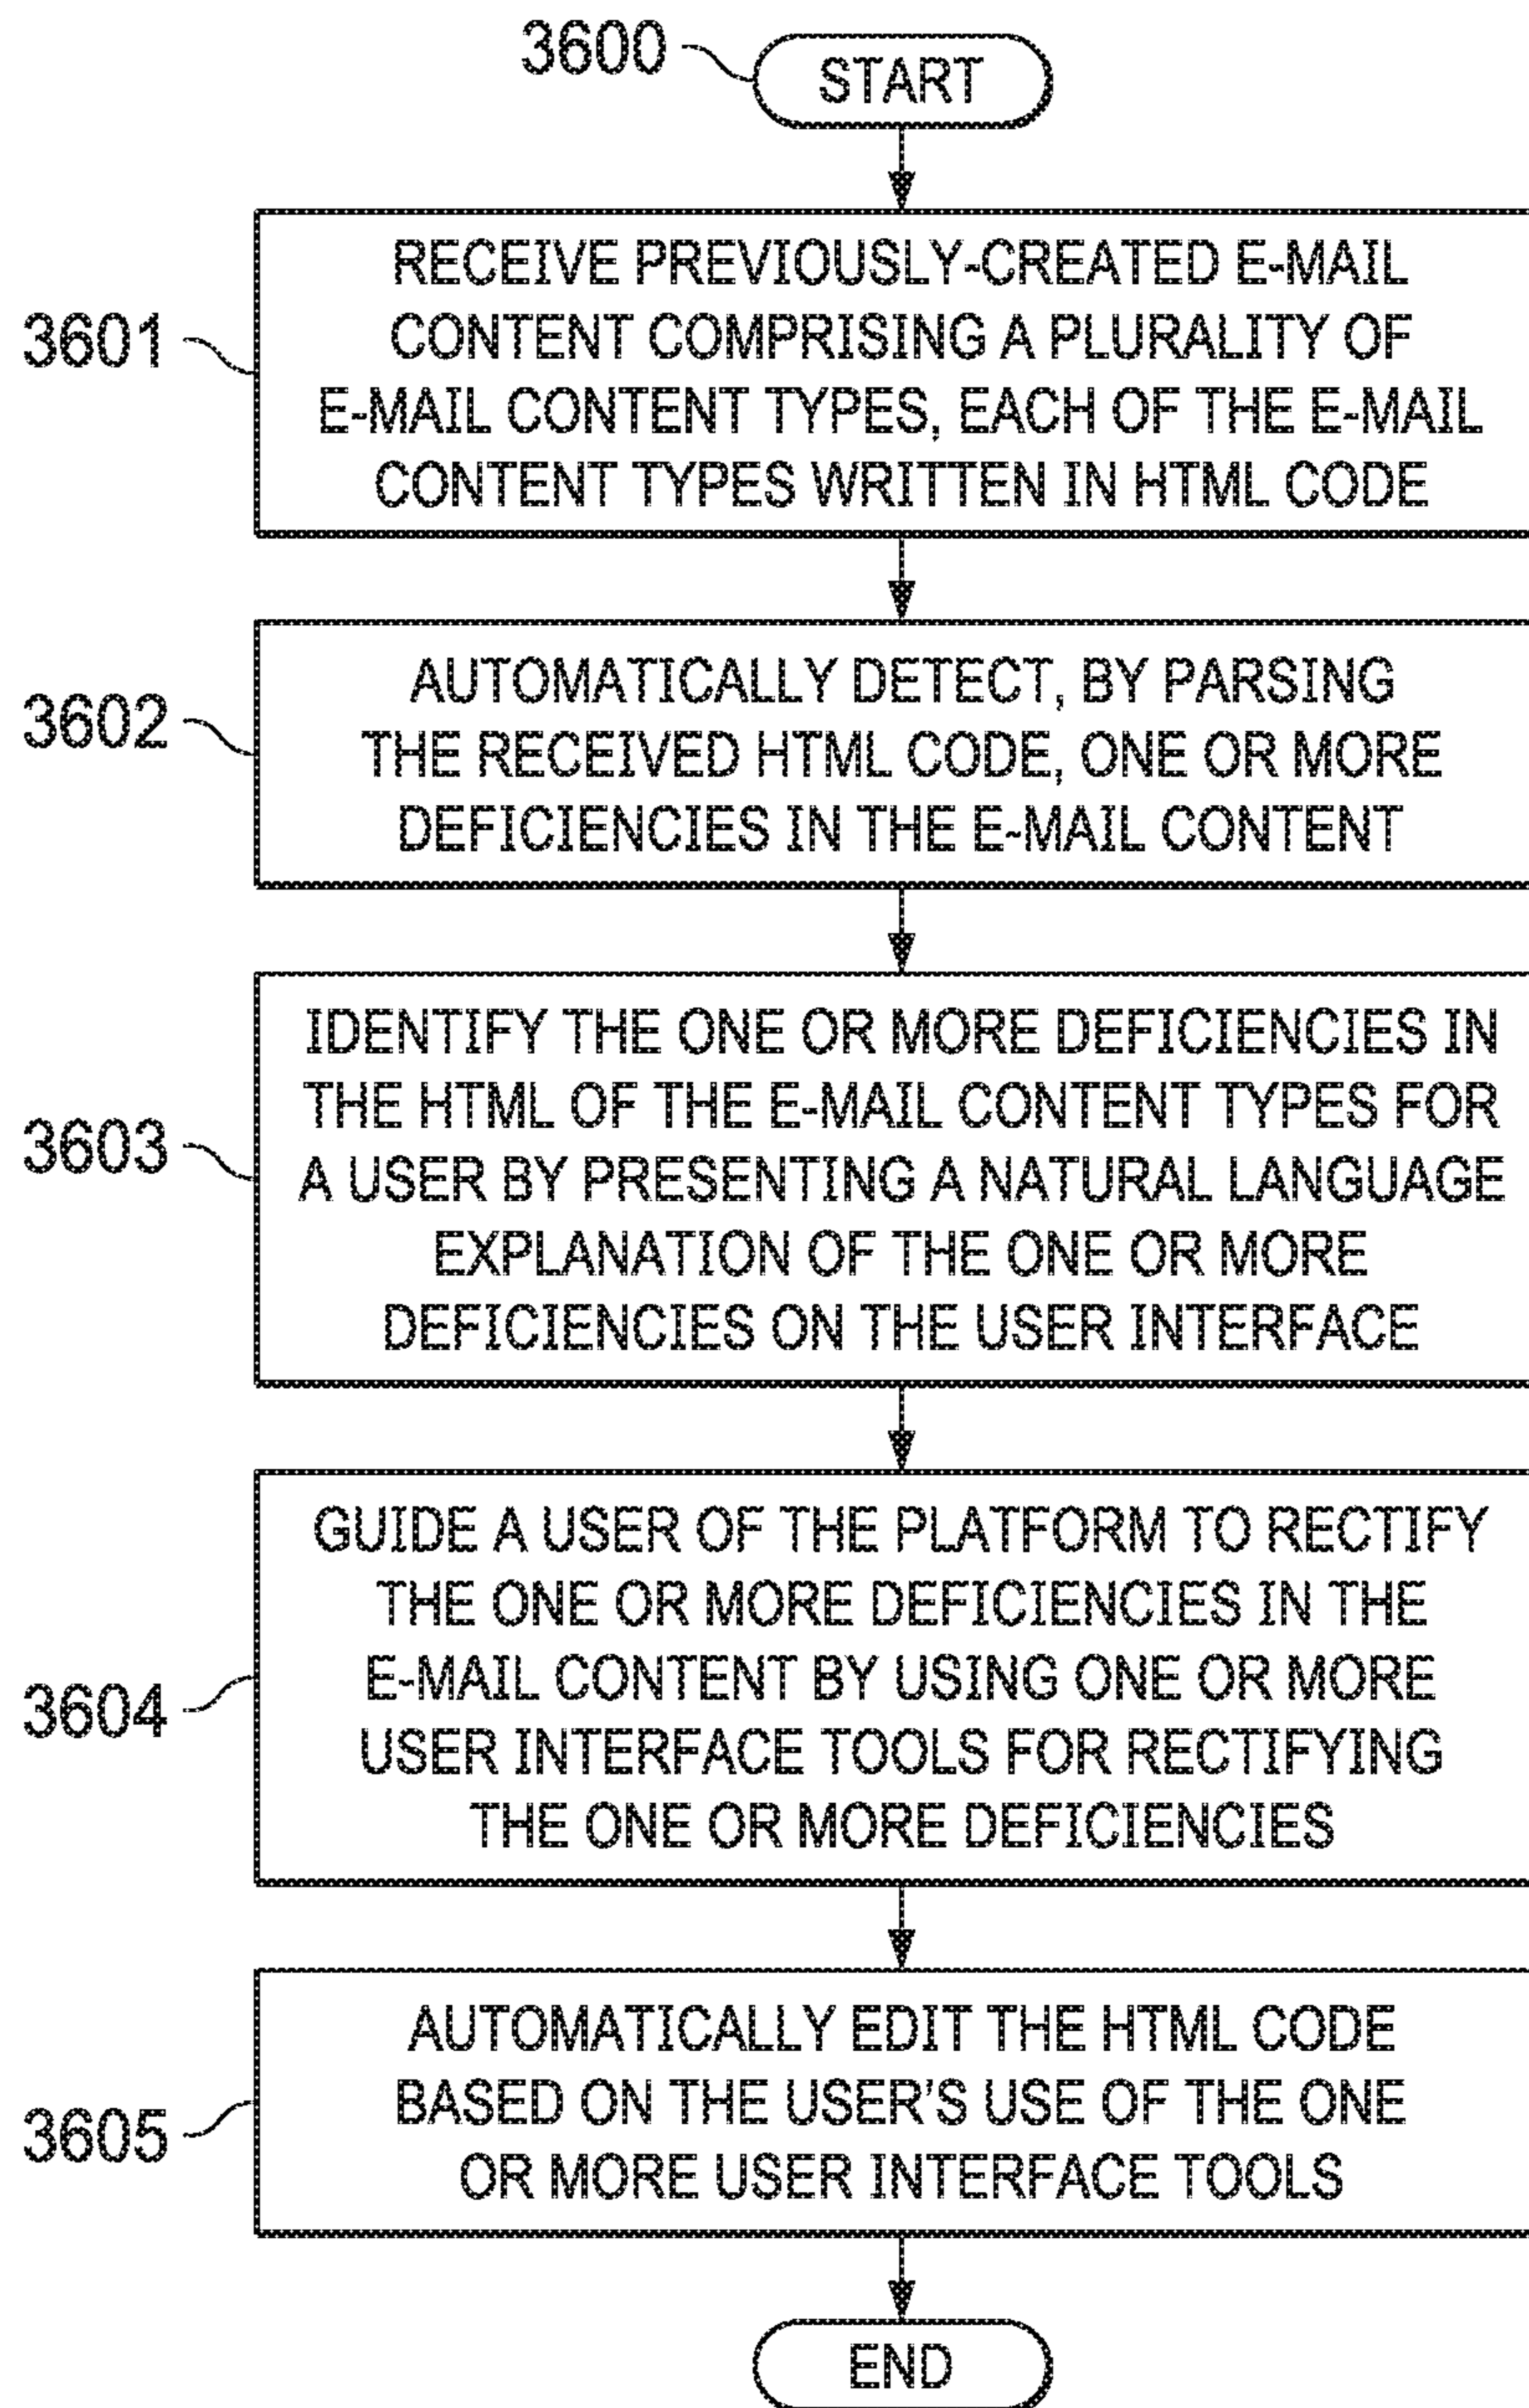 3600
START
RECEIVE PREVIOUSLY-CREATED E-MAIL
CONTENT COMPRISING A PLURALITY OF
3601
E-MAIL CONTENT TYPES, EACH OF THE E-MAIL
CONTENT TYPES WRITTEN IN HTML CODE
AUTOMATICALLY DETECT, BY PARSING
3602
THE RECEIVED HTML CODE, ONE OR MORE
DEFICIENCIES IN THE E-MAIL CONTENT
IDENTIFY THE ONE OR MORE DEFICIENCIES IN
THE HTML OF THE E-MAIL CONTENT TYPES FOR
3603
A USER BY PRESENTING A NATURAL LANGUAGE
EXPLANATION OF THE ONE OR MORE
DEFICIENCIES ON THE USER INTERFACE
GUIDE A USER OF THE PLATFORM TO RECTIFY
THE ONE OR MORE DEFICIENCIES IN THE
E-MAIL CONTENT BY USING ONE OR MORE
3604
USER INTERFACE TOOLS FOR RECTIFYING
THE ONE OR MORE DEFICIENCIES
AUTOMATICALLY EDIT THE HTML CODE
BASED ON THE USER'S USE OF THE ONE
3605
OR MORE USER INTERFACE TOOLS
END